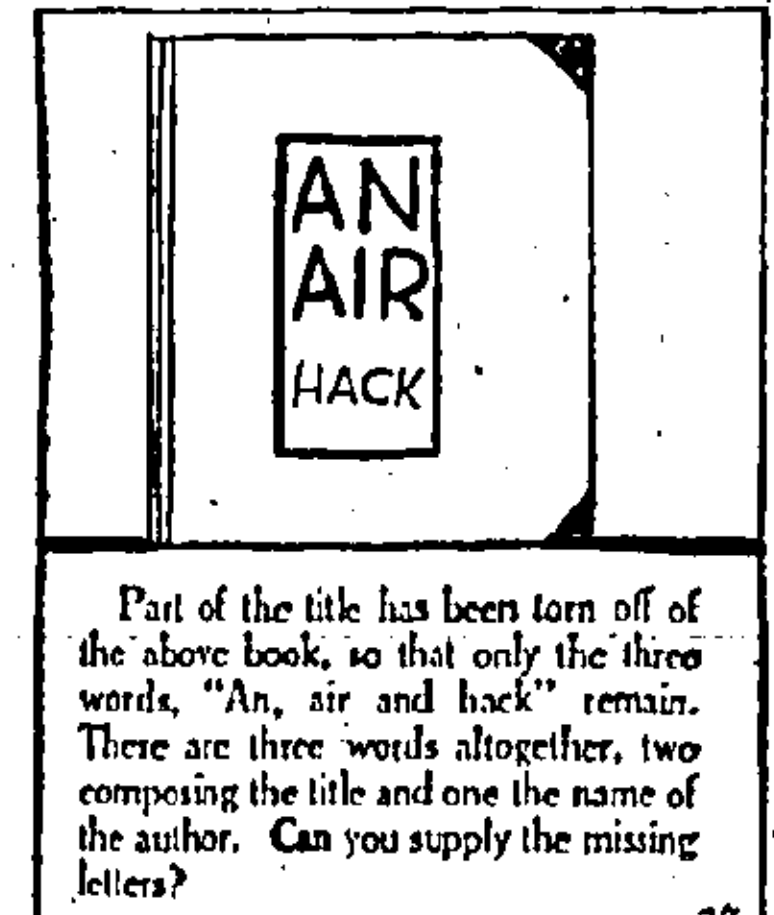 AN
AIR
HACK
Part of the title has been torn off of
the above book, so that only the three
words, "An, air and hack" remain.
There are three words altogether, two
composing the title and one the name of
the author. Can you supply the missing
letters?